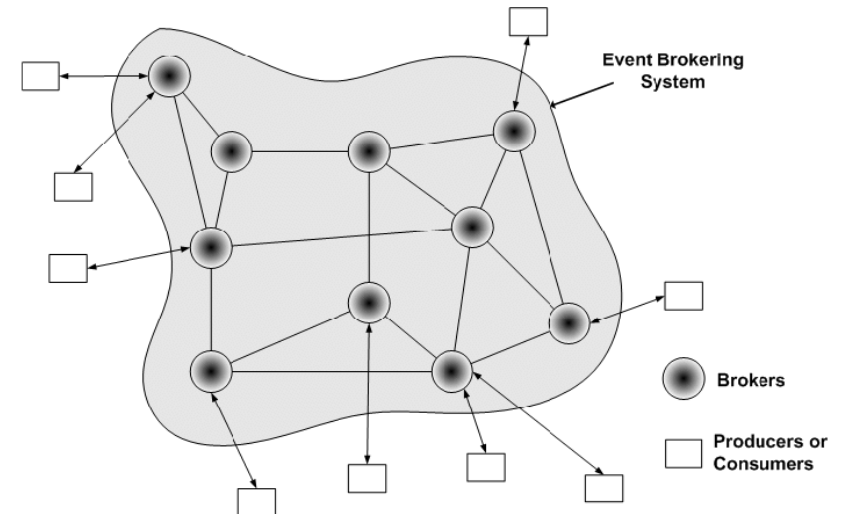 Event Brokering
System
Brokers
Producers or
Consumers